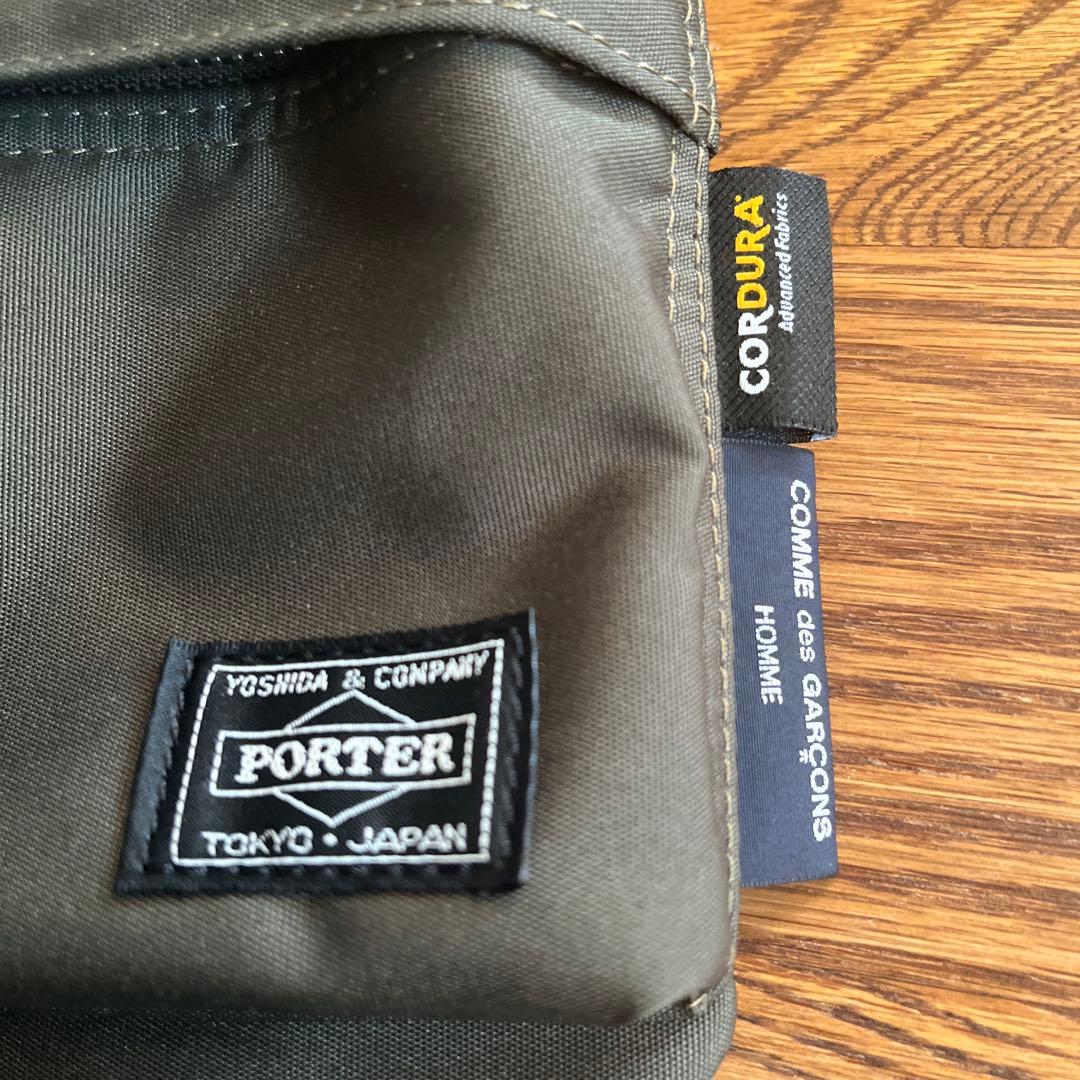 CORDURA
Advanced Fabrics
COMME des GARÇONS
HOMME
YOSHIDA & COMPANY
PORTER
TOKYO • JAPAN